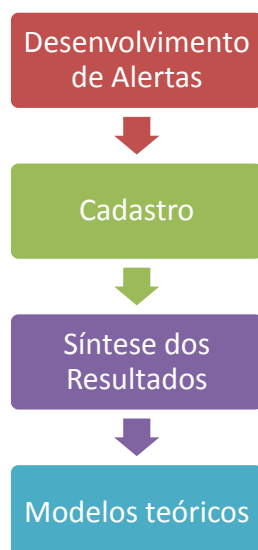 Desenvolvimento
de Alertas
Cadastro
Síntese dos
Resultados
Modelos teóricos